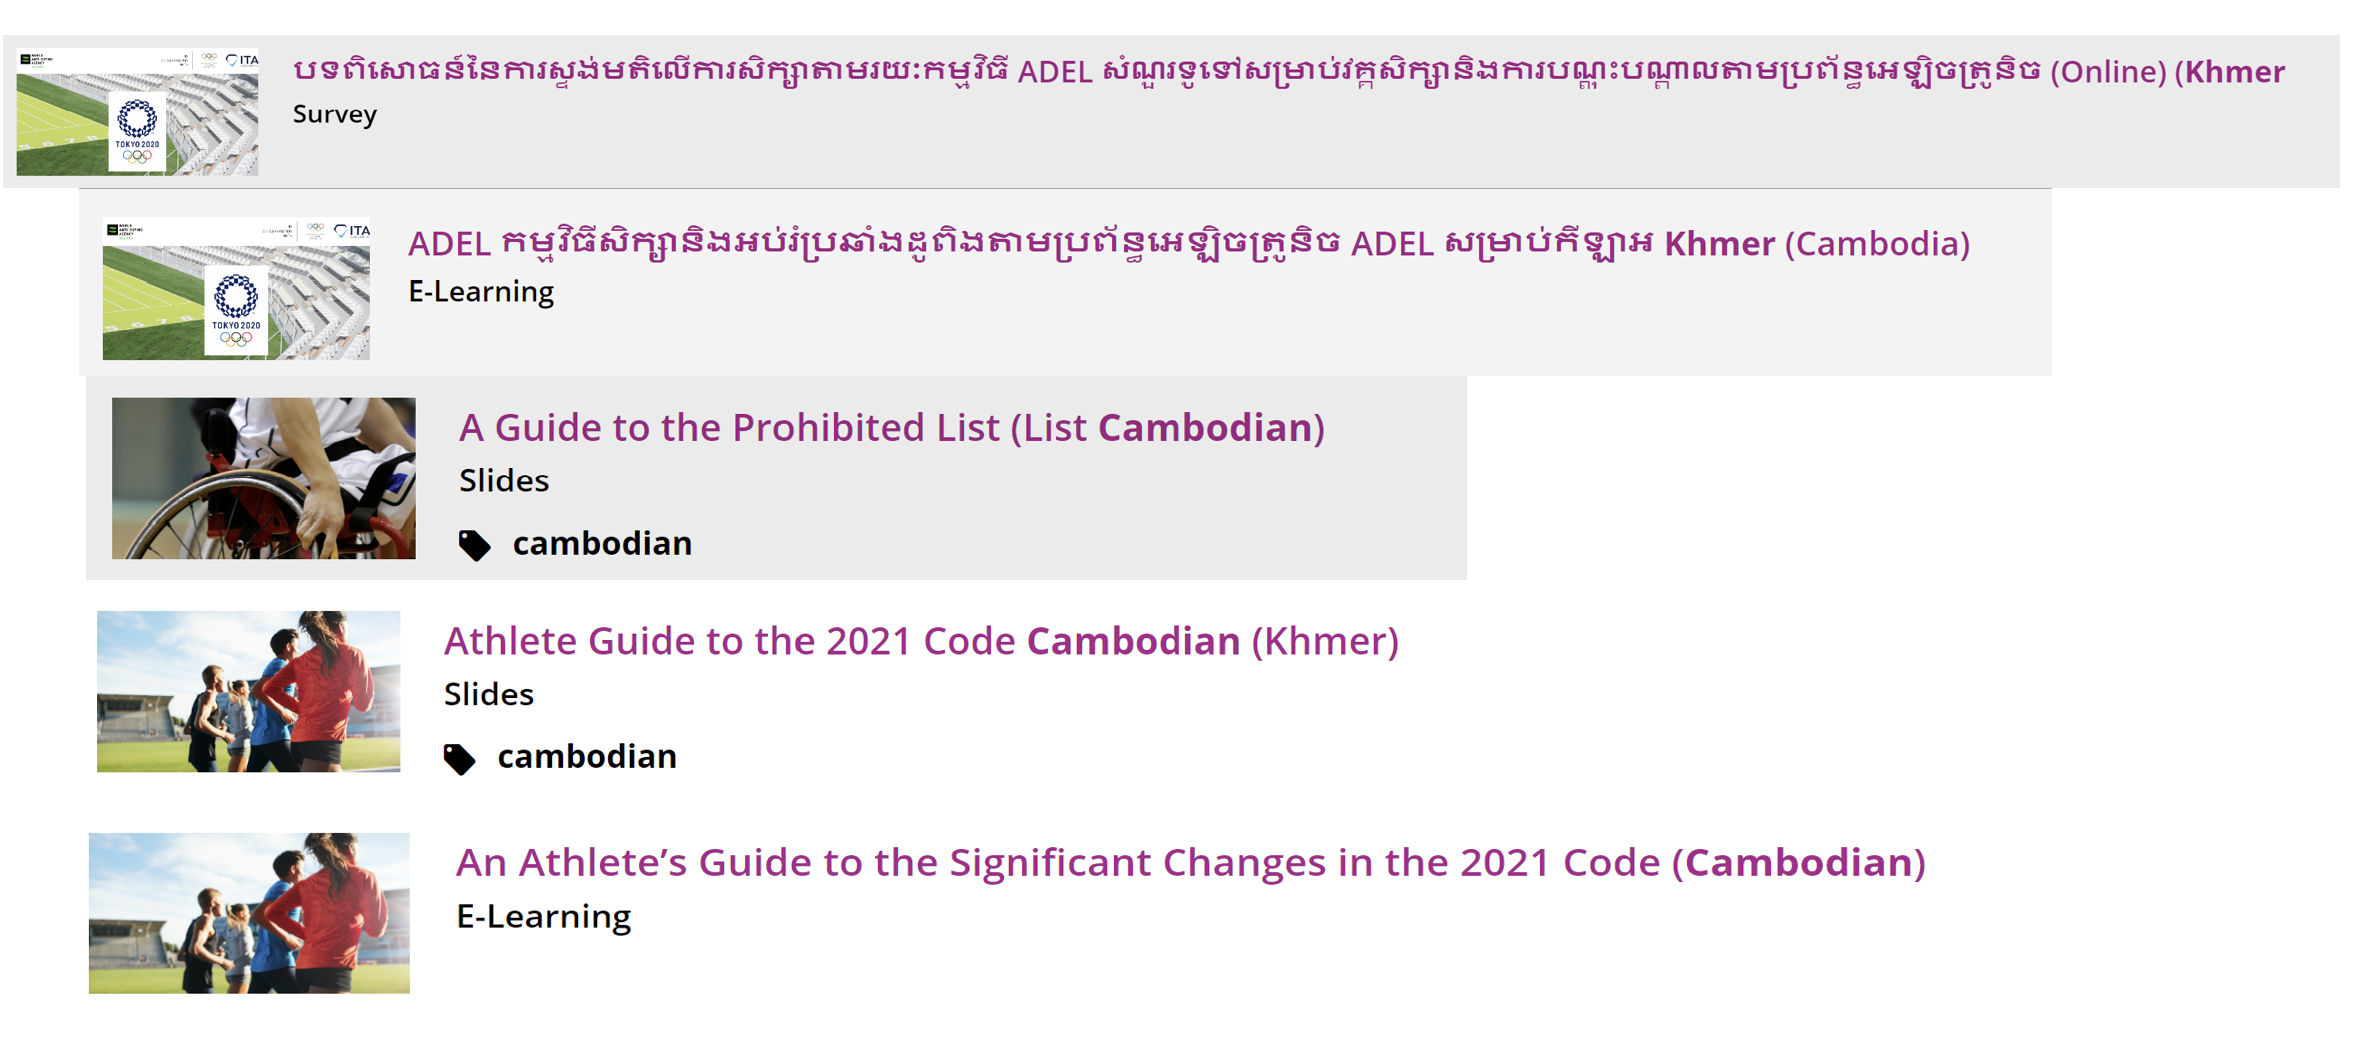 បទពិសោធន៍នៃការស្ទង់មតិលើការសិក្សាតាមរយៈកម្មវិធី ADEL សំណួរទូទៅសម្រាប់វគ្គសិក្សានិងការបណ្តុះបណ្តាលតាមប្រព័ន្ធអេឡិចត្រូនិច (Online) (Khmer
Survey
ITA
TOKYO 2020
ADEL កម្មវិធីសិក្សានិងអប់រំប្រឆាំងដូពិងតាមប្រព័ន្ធអេឡិចត្រូនិច ADEL សម្រាប់កីឡាអ Khmer (Cambodia)
E-Learning
WORLD
ANTI-DOPING
AGENCY
ITA
TOKYO 2020
A Guide to the Prohibited List (List Cambodian)
Slides
cambodian
Athlete Guide to the 2021 Code Cambodian (Khmer)
Slides
cambodian
An Athlete’s Guide to the Significant Changes in the 2021 Code (Cambodian)
E-Learning